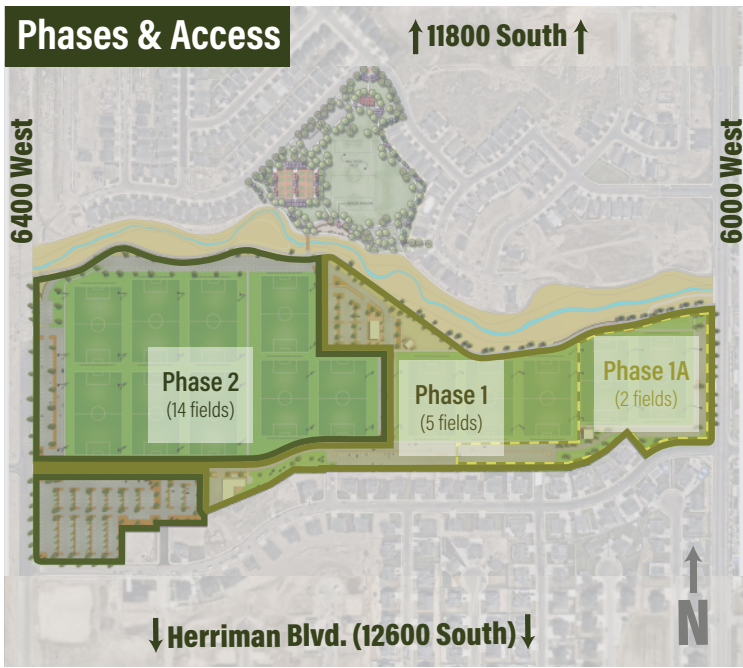 Phases & Access
↑ 11800 South ↑
6400 West
6000 West
Phase 2
(14 fields)
Phase 1
(5 fields)
Phase 1A
(2 fields)
↓ Herriman Blvd. (12600 South) ↓
N